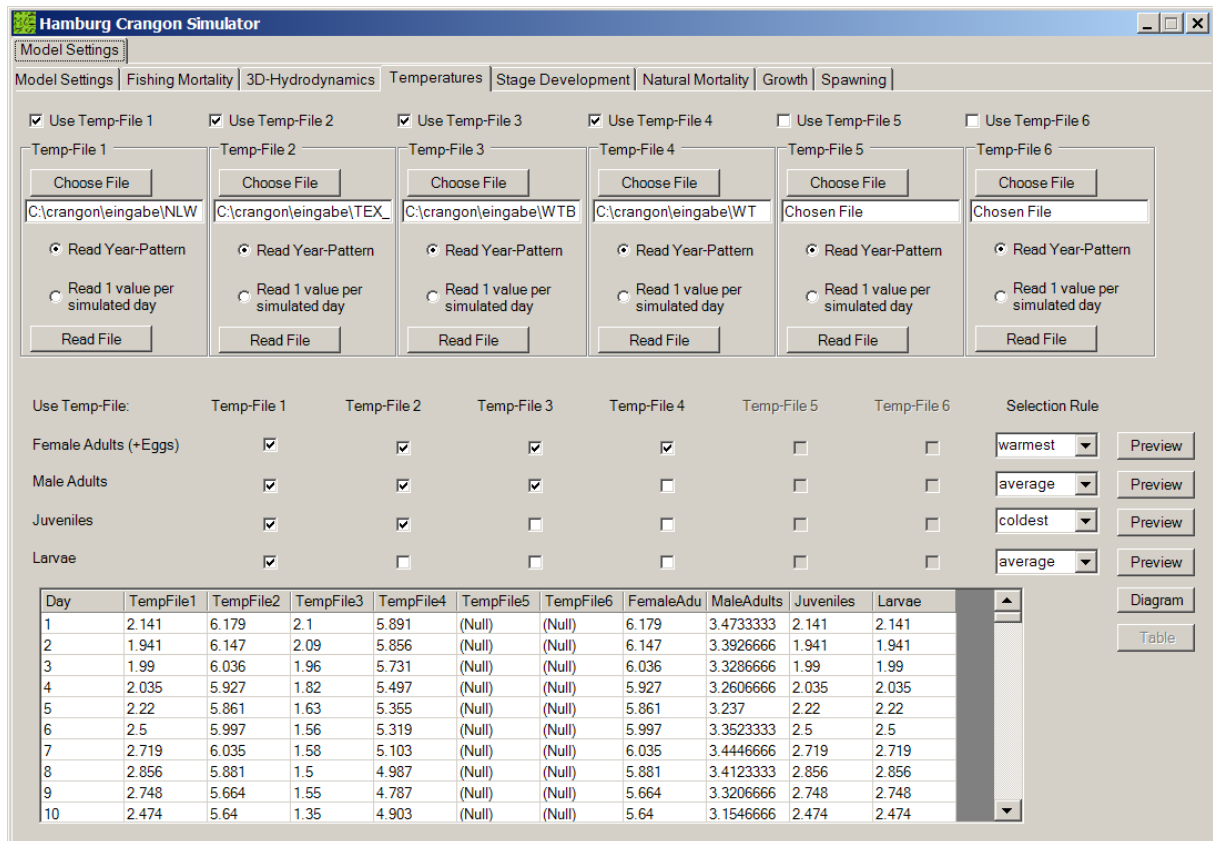 Hamburg Crangon Simulator
Model Settings
Model Settings Fishing Mortality 3D-Hydrodynamics Temperatures Stage Development Natural Mortality Growth Spawning
Use Temp-File 1 Use Temp-File 2 Use Temp-File 3 Use Temp-File 4 Use Temp-File 5 Use Temp-File 6
Temp-File 1 Temp-File 2 Temp-File 3 Temp-File 4 Temp-File 5 Temp-File 6
Choose File Choose File Choose File Choose File Choose File Choose File
C:\crangon\eingabe\NLW C:\crangon\eingabe\TEX_ C:\crangon\eingabe\WTB C:\crangon\eingabe\WT Chosen File Chosen File
Read Year-Pattern Read Year-Pattern Read Year-Pattern Read Year-Pattern Read Year-Pattern Read Year-Pattern
Read 1 value per Read 1 value per Read 1 value per Read 1 value per Read 1 value per Read 1 value per
simulated day simulated day simulated day simulated day simulated day simulated day
Read File Read File Read File Read File Read File Read File
Use Temp-File: Temp-File 1 Temp-File 2 Temp-File 3 Temp-File 4 Temp-File 5 Temp-File 6 Selection Rule
Female Adults (+Eggs) warmest Preview
Male Adults average Preview
Juveniles coldest Preview
Larvae average Preview
Day TempFile1 TempFile2 TempFile3 TempFile4 TempFile5 TempFile6 FemaleAdu MaleAdults Juveniles Larvae Diagram
1 2.141 6.179 2.1 5.891 (Null) (Null) 6.179 3.4733333 2.141 2.141
2 1.941 6.147 2.09 5.856 (Null) (Null) 6.147 3.3926666 1.941 1.941 Table
3 1.99 6.036 1.96 5.731 (Null) (Null) 6.036 3.3286666 1.99 1.99
4 2.035 5.927 1.82 5.497 (Null) (Null) 5.927 3.2606666 2.035 2.035
5 2.22 5.861 1.63 5.355 (Null) (Null) 5.861 3.237 2.22 2.22
6 2.5 5.997 1.56 5.319 (Null) (Null) 5.997 3.3523333 2.5 2.5
7 2.719 6.035 1.58 5.103 (Null) (Null) 6.035 3.4446666 2.719 2.719
8 2.856 5.881 1.5 4.987 (Null) (Null) 5.881 3.4123333 2.856 2.856
9 2.748 5.664 1.55 4.787 (Null) (Null) 5.664 3.3206666 2.748 2.748
10 2.474 5.64 1.35 4.903 (Null) (Null) 5.64 3.1546666 2.474 2.474